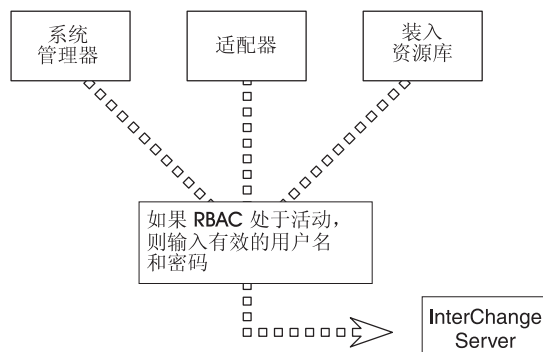 系统
管理器
适配器
装入
资源库
如果 RBAC 处于活动，
则输入有效的用户名
和密码
InterChange
Server